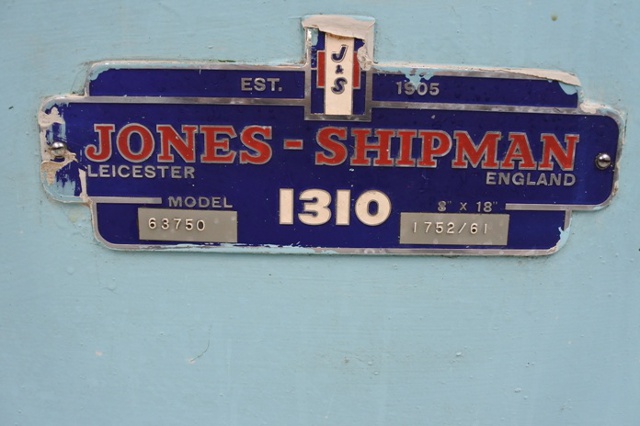 J & S
EST. 1905
JONES - SHIPMAN
LEICESTER ENGLAND
MODEL 1310 8" x 18"
63750 1752/61